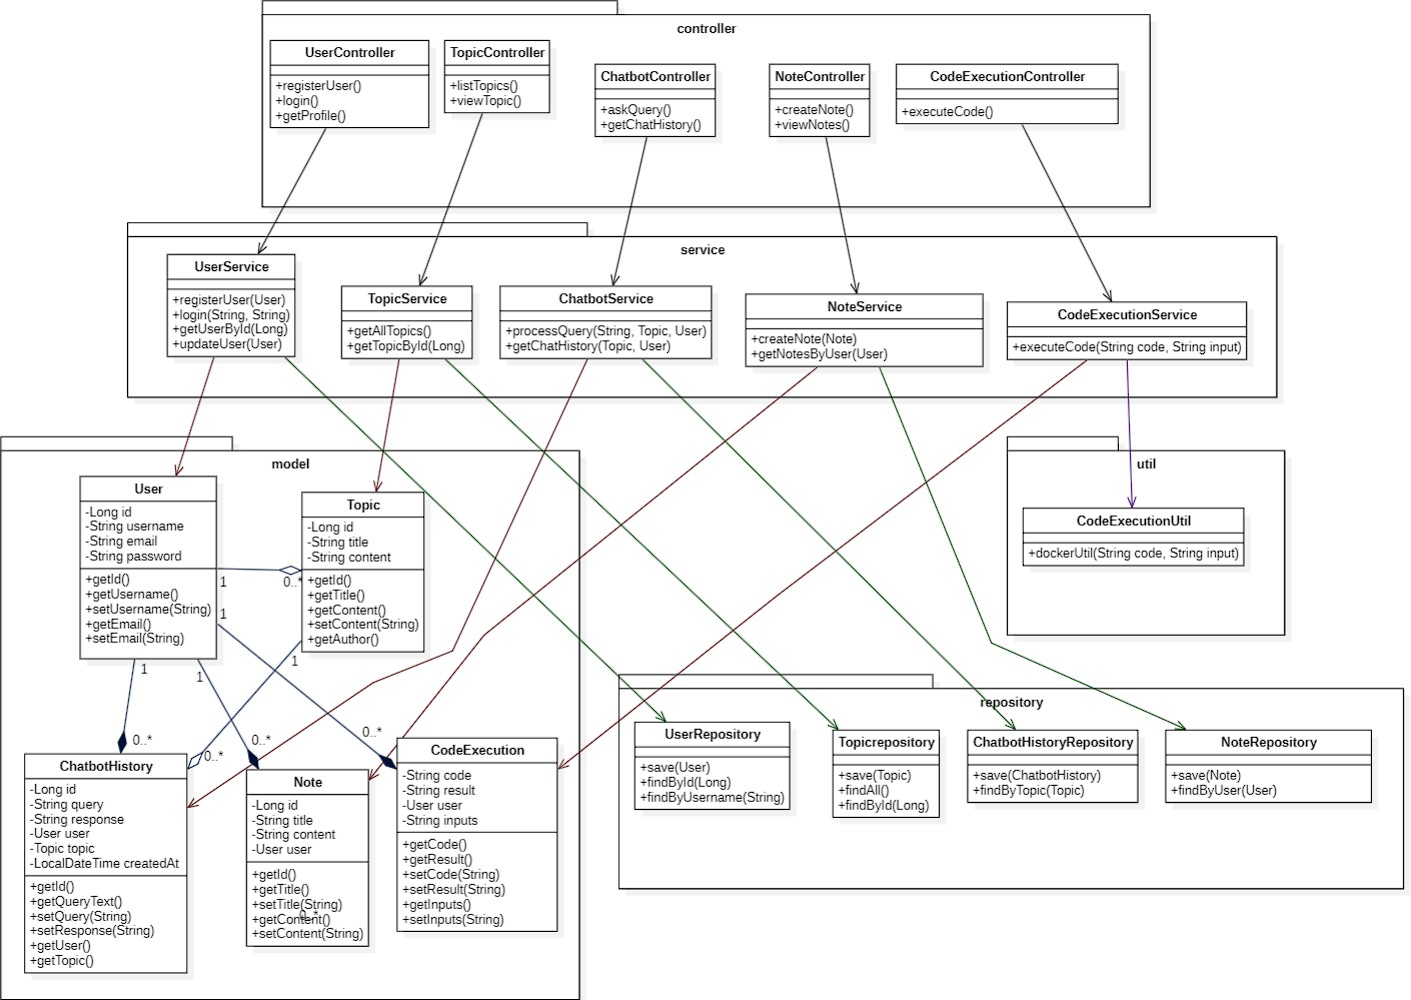 controller
UserController
+registerUser()
+login()
+getProfile()
TopicController
+listTopics()
+viewTopic()
ChatbotController
+askQuery()
+getChatHistory()
NoteController
+createNote()
+viewNotes()
CodeExecutionController
+executeCode()
service
UserService
+registerUser(User)
+login(String, String)
+getUserById(Long)
+updateUser(User)
TopicService
+getAllTopics()
+getTopicById(Long)
ChatbotService
+processQuery(String, Topic, User)
+getChatHistory(Topic, User)
NoteService
+createNote(Note)
+getNotesByUser(User)
CodeExecutionService
+executeCode(String code, String input)
model
User
-Long id
-String username
-String email
-String password
+getId()
+getUsername()
+setUsername(String)
+getEmail()
+setEmail(String)
1
0..*
1
1
1
1
Topic
-Long id
-String title
-String content
+getId()
+getTitle()
+getContent()
+setContent(String)
+getAuthor()
0..*
0..*
0..*
0..*
ChatbotHistory
-Long id
-String query
-String response
-User user
-Topic topic
-LocalDateTime createdAt
+getId()
+getQueryText()
+setQuery(String)
+setResponse(String)
+getUser()
+getTopic()
Note
-Long id
-String title
-String content
-User user
+getId()
+getTitle()
+setTitle(String)
0..*
+getContent()
+setContent(String)
CodeExecution
-String code
-String result
-User user
-String inputs
+getCode()
+getResult()
+setCode(String)
+setResult(String)
+getInputs()
+setInputs(String)
util
CodeExecutionUtil
+dockerUtil(String code, String input)
repository
UserRepository
+save(User)
+findById(Long)
+findByUsername(String)
Topicrepository
+save(Topic)
+findAll()
+findById(Long)
ChatbotHistoryRepository
+save(ChatbotHistory)
+findByTopic(Topic)
NoteRepository
+save(Note)
+findByUser(User)